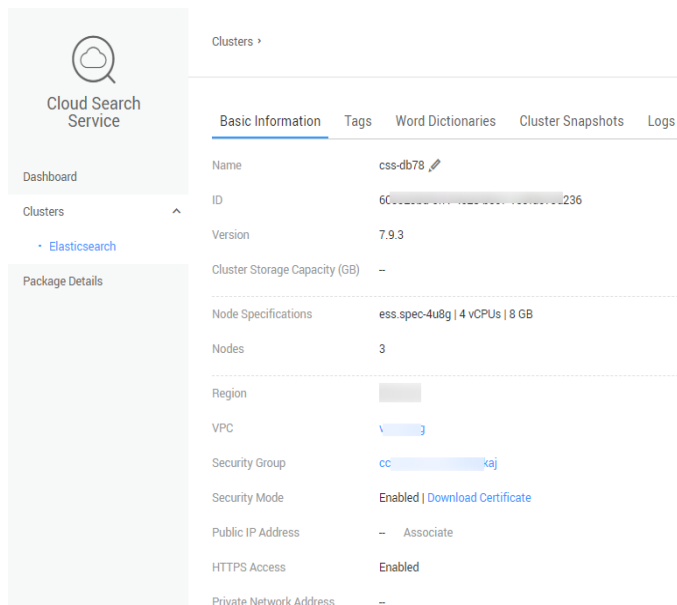 Clusters ›
Cloud Search
Service
Basic Information Tags Word Dictionaries Cluster Snapshots Logs
Dashboard
Clusters
• Elasticsearch
Package Details
Name css-db78
ID 236
Version 7.9.3
Cluster Storage Capacity (GB) --
Node Specifications ess.spec-4u8g | 4 vCPUs | 8 GB
Nodes 3
Region
VPC
Security Group cc kaj
Security Mode Enabled | Download Certificate
Public IP Address -- Associate
HTTPS Access Enabled
Private Network Address --